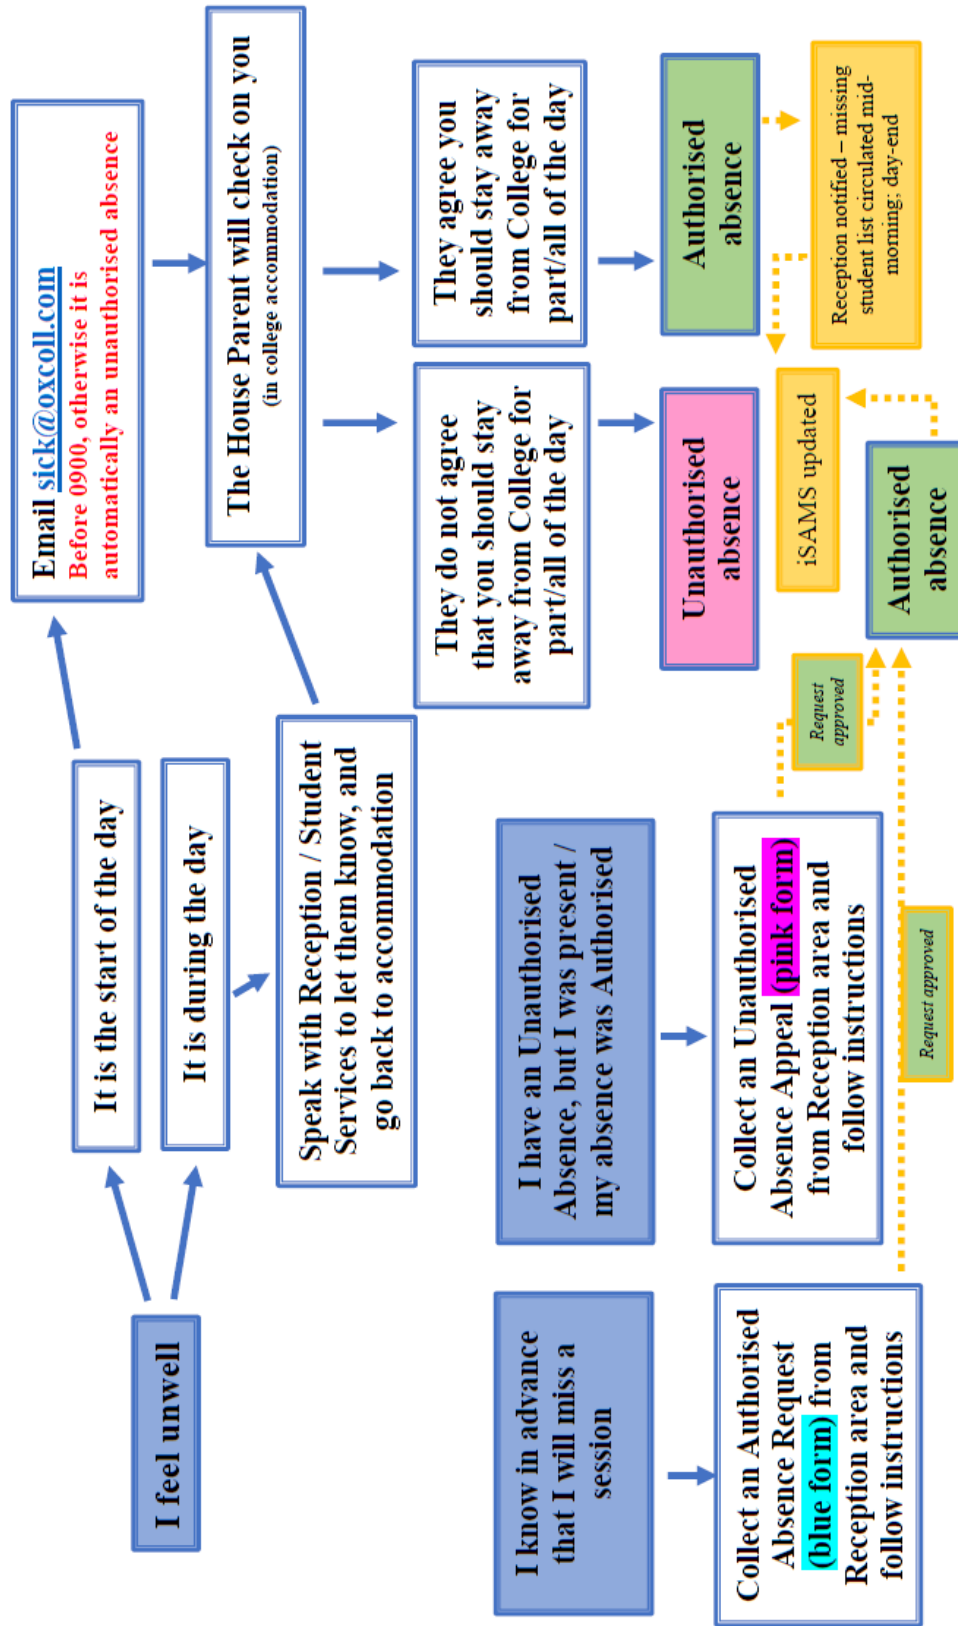 I feel unwell
It is the start of the day
Email sick@oxcoll.com
Before 0900, otherwise it is
automatically an unauthorised absence
It is during the day
Speak with Reception / Student
Services to let them know, and
go back to accommodation
The House Parent will check on you
(in college accommodation)
They do not agree
that you should stay
away from College for
part/all of the day
They agree you
should stay away
from College for
part/all of the day
Unauthorised
absence
Authorised
absence
Reception notified – missing
student list circulated mid-
morning; day-end
iSAMS updated
I know in advance
that I will miss a
session
Collect an Authorised
Absence Request
(blue form) from
Reception area and
follow instructions
I have an Unauthorised
Absence, but I was present /
my absence was Authorised
Collect an Unauthorised
Absence Appeal (pink form)
from Reception area and
follow instructions
Request
approved
Request approved
Authorised
absence